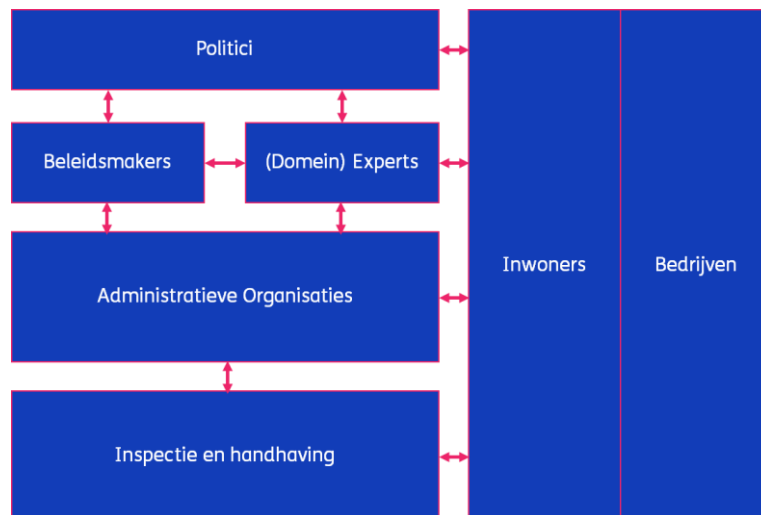 Politici
Beleidsmakers
(Domein) Experts
Administratieve Organisaties
Inspectie en handhaving
Inwoners
Bedrijven